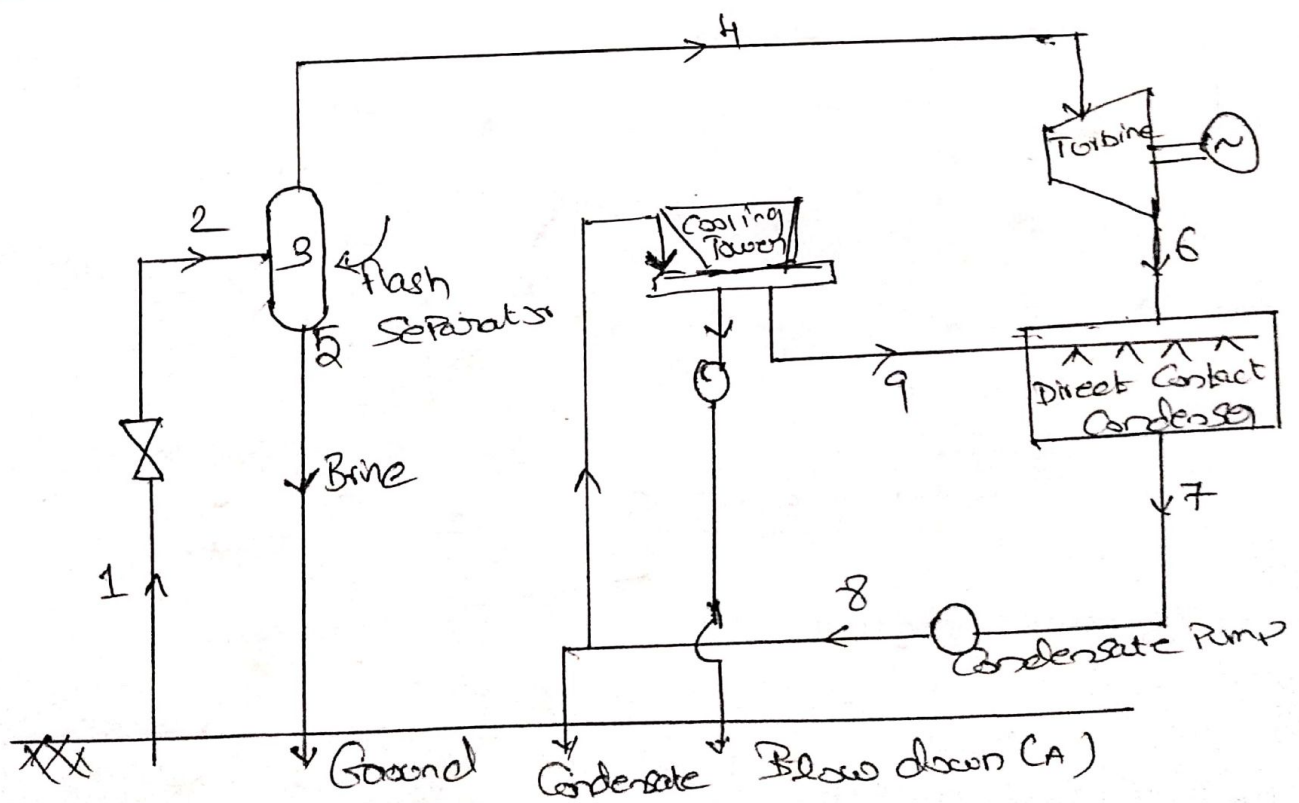 4
Turbine
~
2
3
Flash
Separator
Cooling
Tower
6
5
9
Direct Contact
Condenser
Brine
7
1
8
Condensate Pump
Ground
Condensate
Blow down (A)